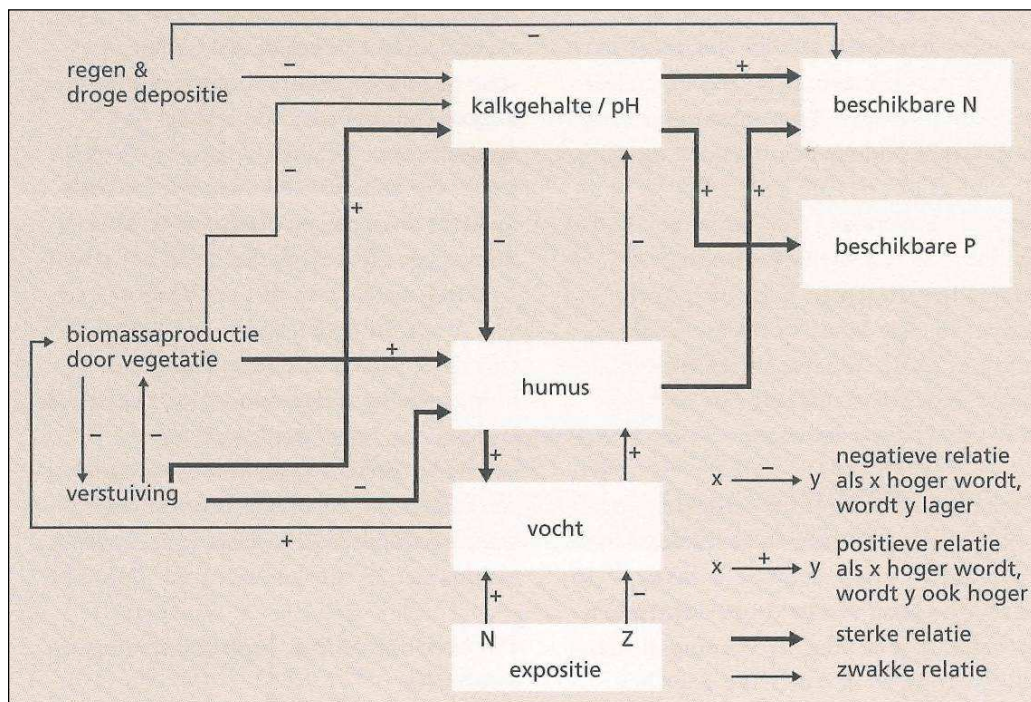 −
regen &
droge depositie
−
kalkgehalte / pH
+
beschikbare N
−
+
−
−
+
+
beschikbare P
biomassaproductie
door vegetatie
+
humus
−
−
+
+
−
verstuiving
vocht
+
+
−
N
Z
expositie
x − y
negatieve relatie
als x hoger wordt,
wordt y lager
x + y
positieve relatie
als x hoger wordt,
wordt y ook hoger
sterke relatie
zwakke relatie